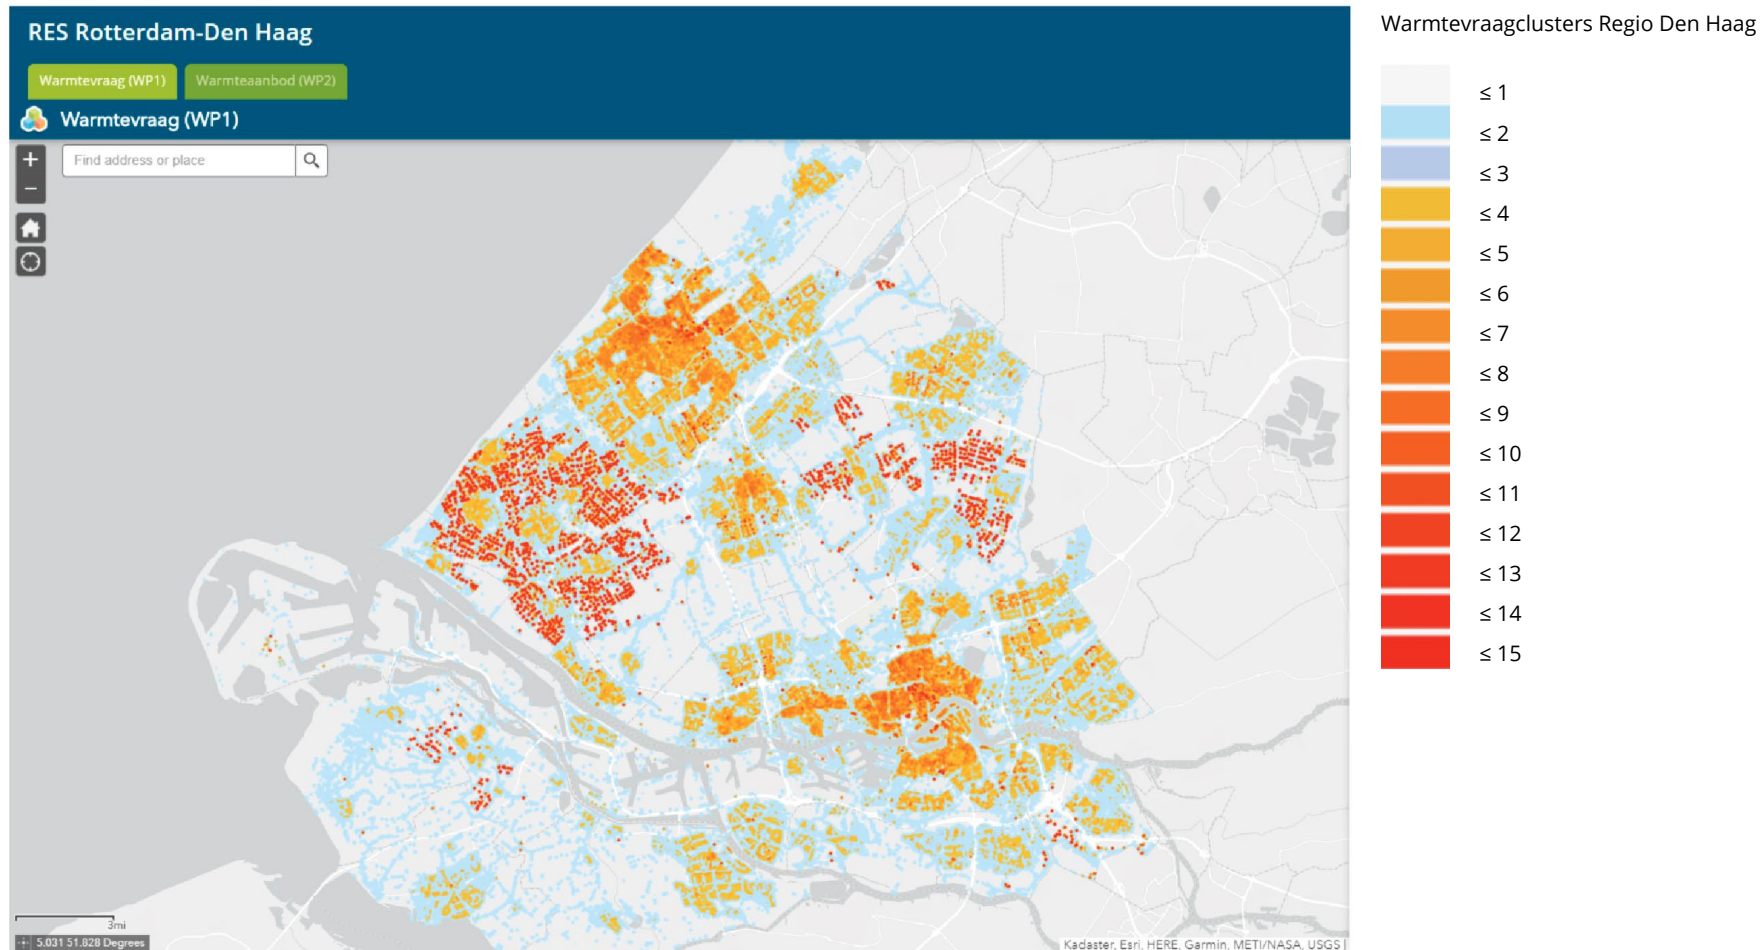 RES Rotterdam-Den Haag
Warmtevraag (WP1)
Warmteaanbod (WP2)
Warmtevraag (WP1)
+
Find address or place
−
3mi
5.031 51.828 Degrees
Kadaster, Esri, HERE, Garmin, METI/NASA, USGS |
Warmtevraagclusters Regio Den Haag
≤ 1
≤ 2
≤ 3
≤ 4
≤ 5
≤ 6
≤ 7
≤ 8
≤ 9
≤ 10
≤ 11
≤ 12
≤ 13
≤ 14
≤ 15